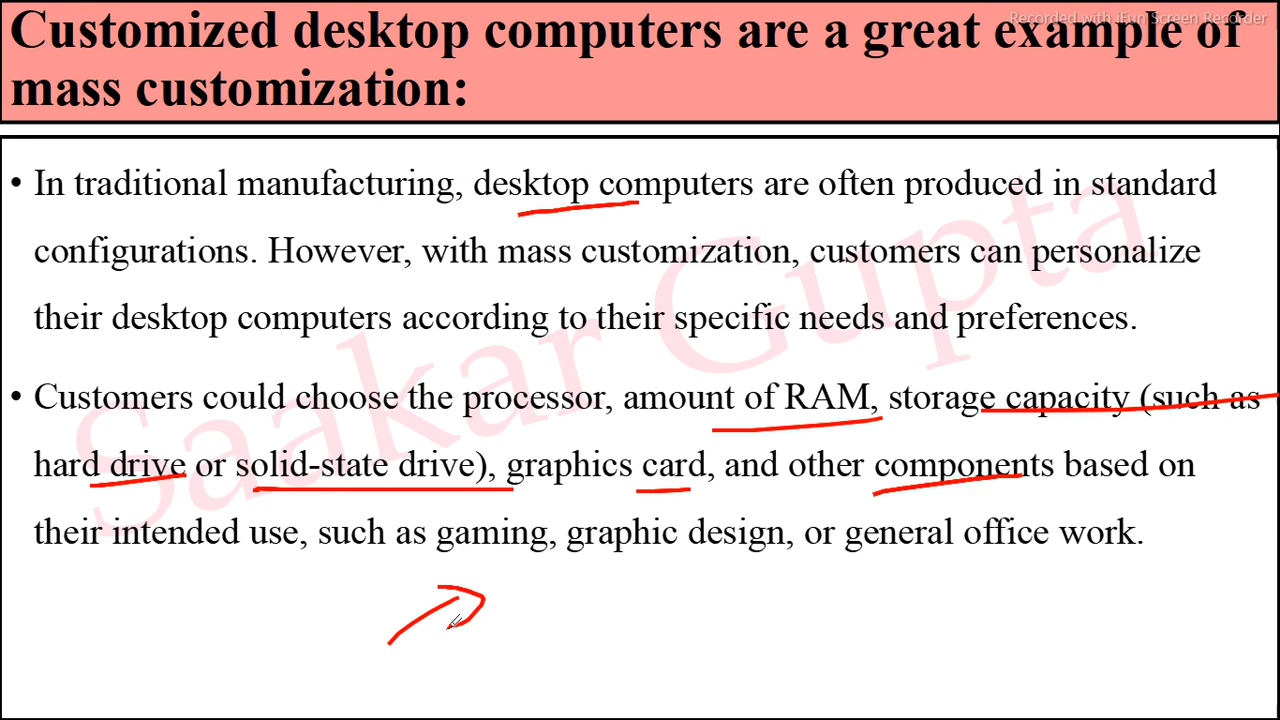 Recorded with iFun Screen Recorder
Customized desktop computers are a great example of
mass customization:
• In traditional manufacturing, desktop computers are often produced in standard
configurations. However, with mass customization, customers can personalize
their desktop computers according to their specific needs and preferences.
• Customers could choose the processor, amount of RAM, storage capacity (such as
hard drive or solid-state drive), graphics card, and other components based on
their intended use, such as gaming, graphic design, or general office work.
Saakar Gupta